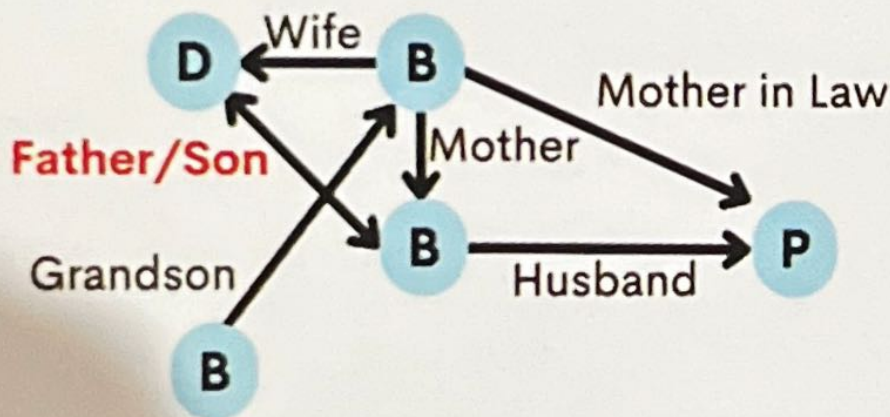 Wife
D
B
Mother in Law
Father/Son
Mother
B
P
Grandson
Husband
B